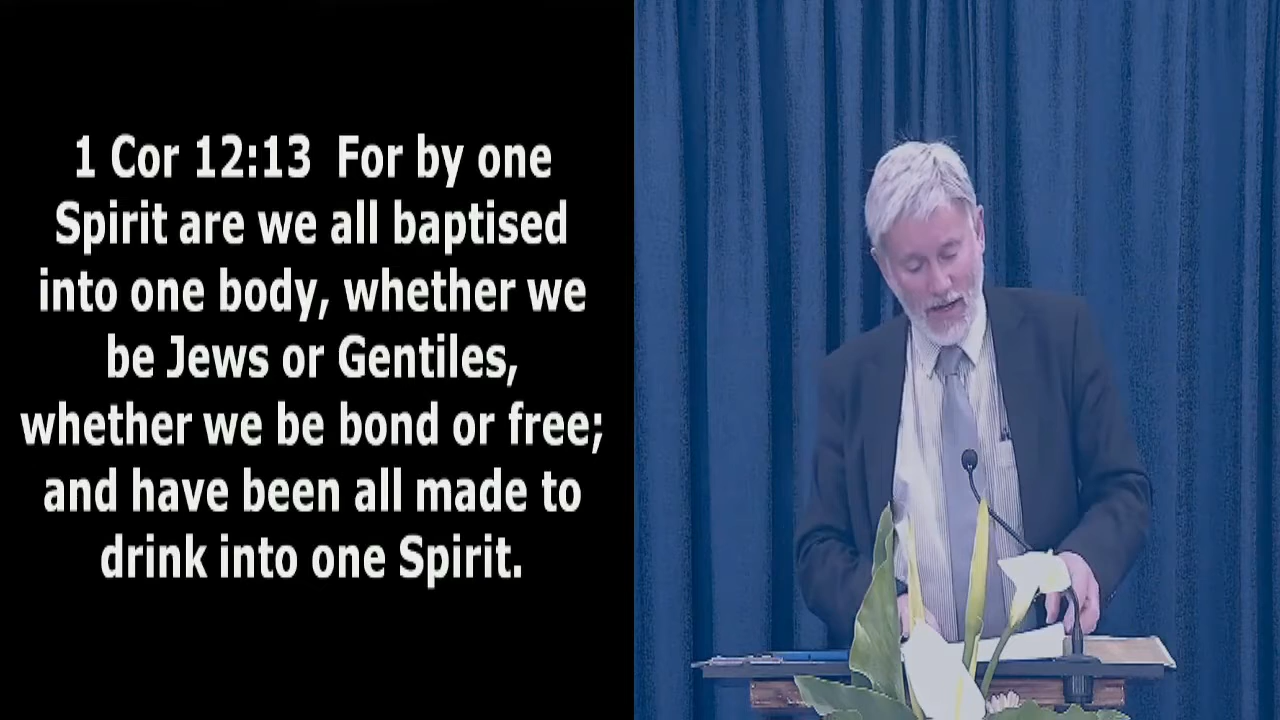 1 Cor 12:13  For by one
Spirit are we all baptised
into one body, whether we
be Jews or Gentiles,
whether we be bond or free;
and have been all made to
drink into one Spirit.